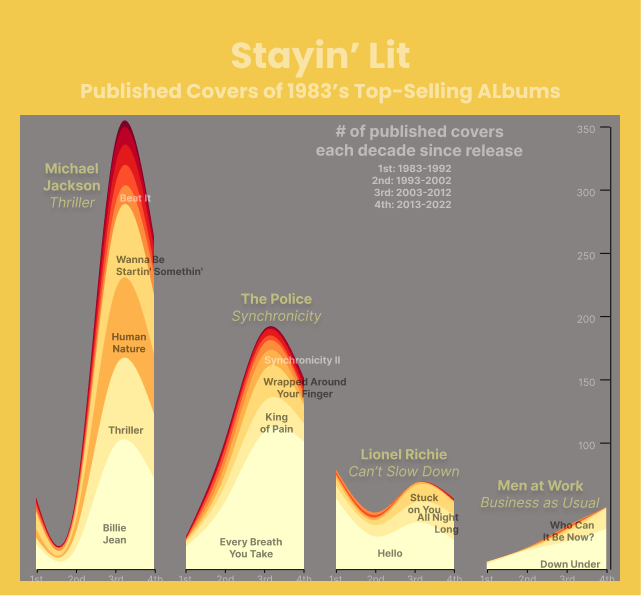 Stayin' Lit
Published Covers of 1983's Top-Selling ALbums
# of published covers
each decade since release
1st: 1983-1992
2nd: 1993-2002
3rd: 2003-2012
4th: 2013-2022
350
300
250
200
150
100
Michael
Jackson
Thriller
Beat It
Wanna Be
Startin' Somethin'
Human
Nature
Thriller
Billie
Jean
The Police
Synchronicity
Synchronicity II
Wrapped Around
Your Finger
King
of Pain
Every Breath
You Take
Lionel Richie
Can't Slow Down
Stuck
on You
All Night
Long
Hello
Men at Work
Business as Usual
Who Can
It Be Now?
Down Under
1st 2nd 3rd 4th 1st 2nd 3rd 4th 1st 2nd 3rd 4th 1st 2nd 3rd 4th